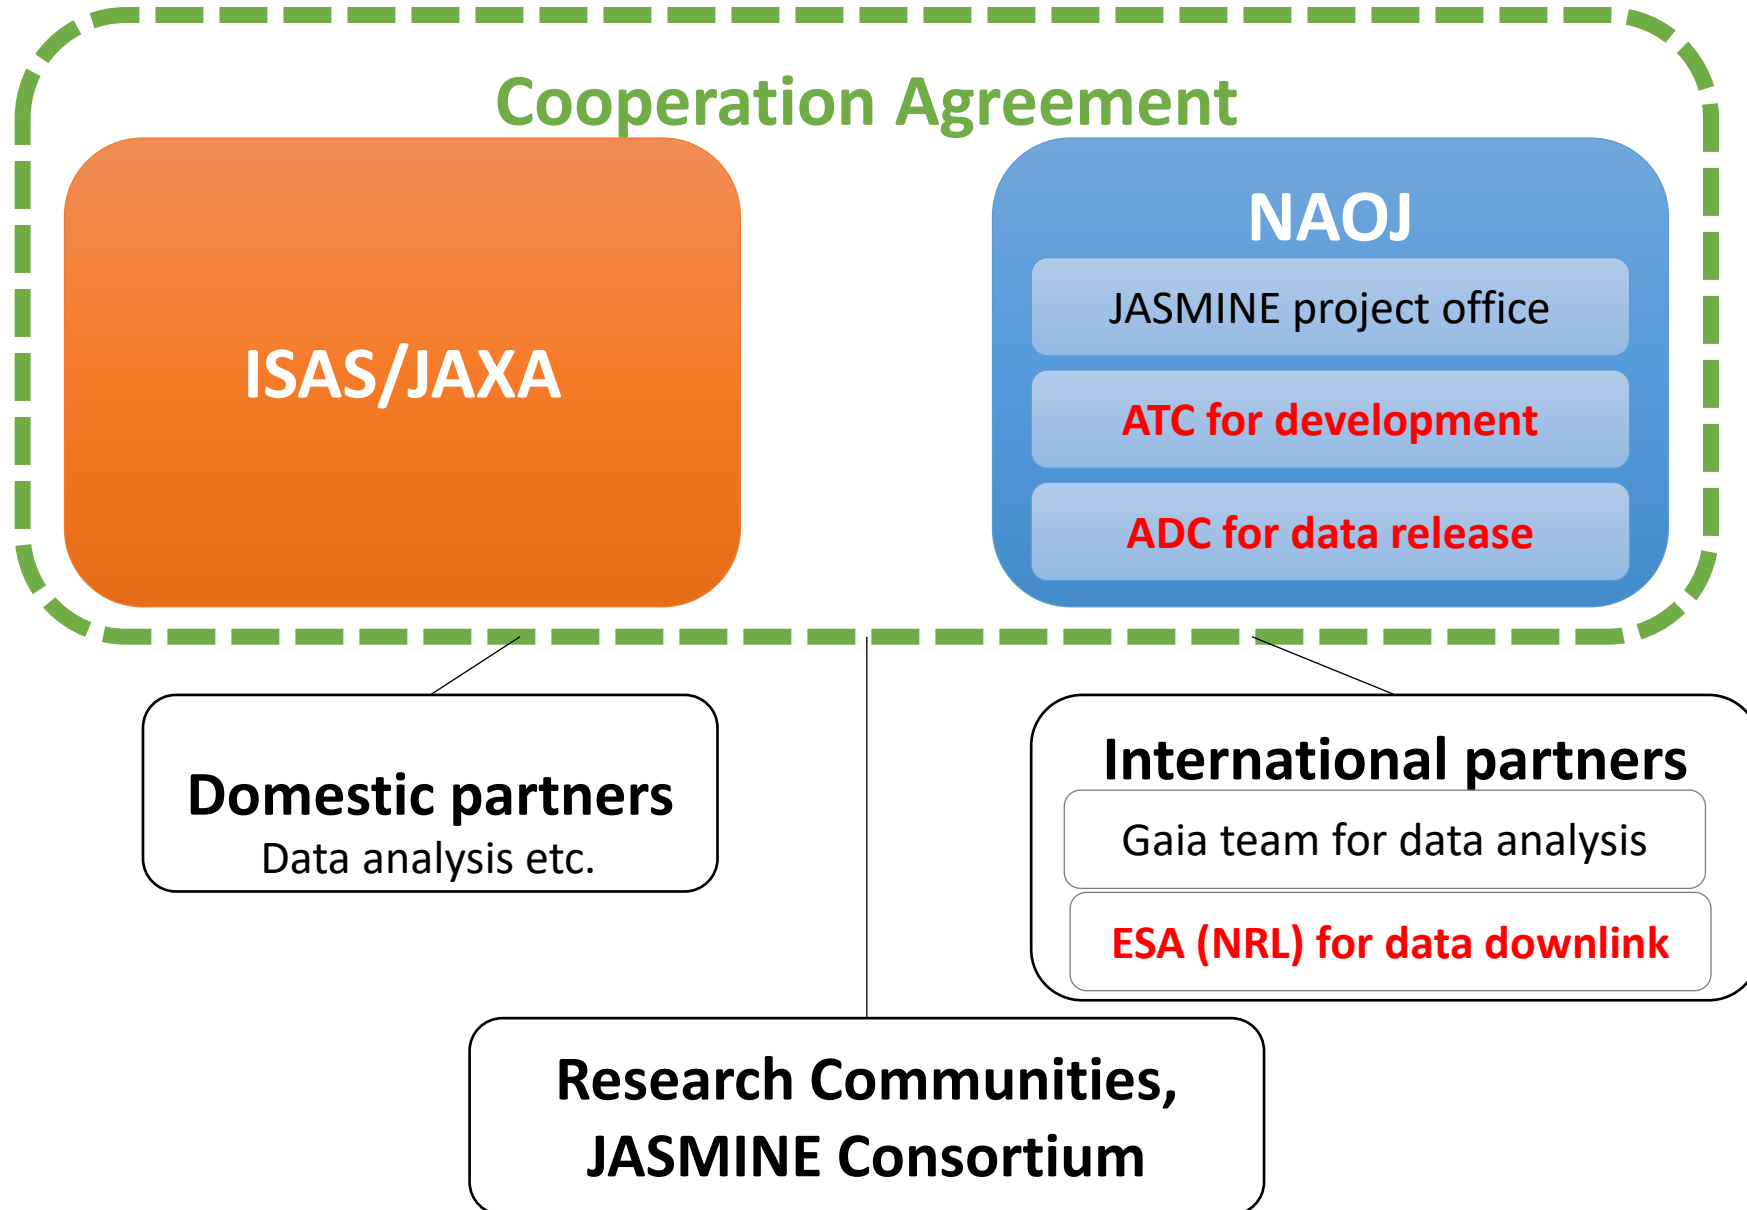 Cooperation Agreement
ISAS/JAXA
NAOJ
JASMINE project office
ATC for development
ADC for data release
Domestic partners
Data analysis etc.
International partners
Gaia team for data analysis
ESA (NRL) for data downlink
Research Communities,
JASMINE Consortium